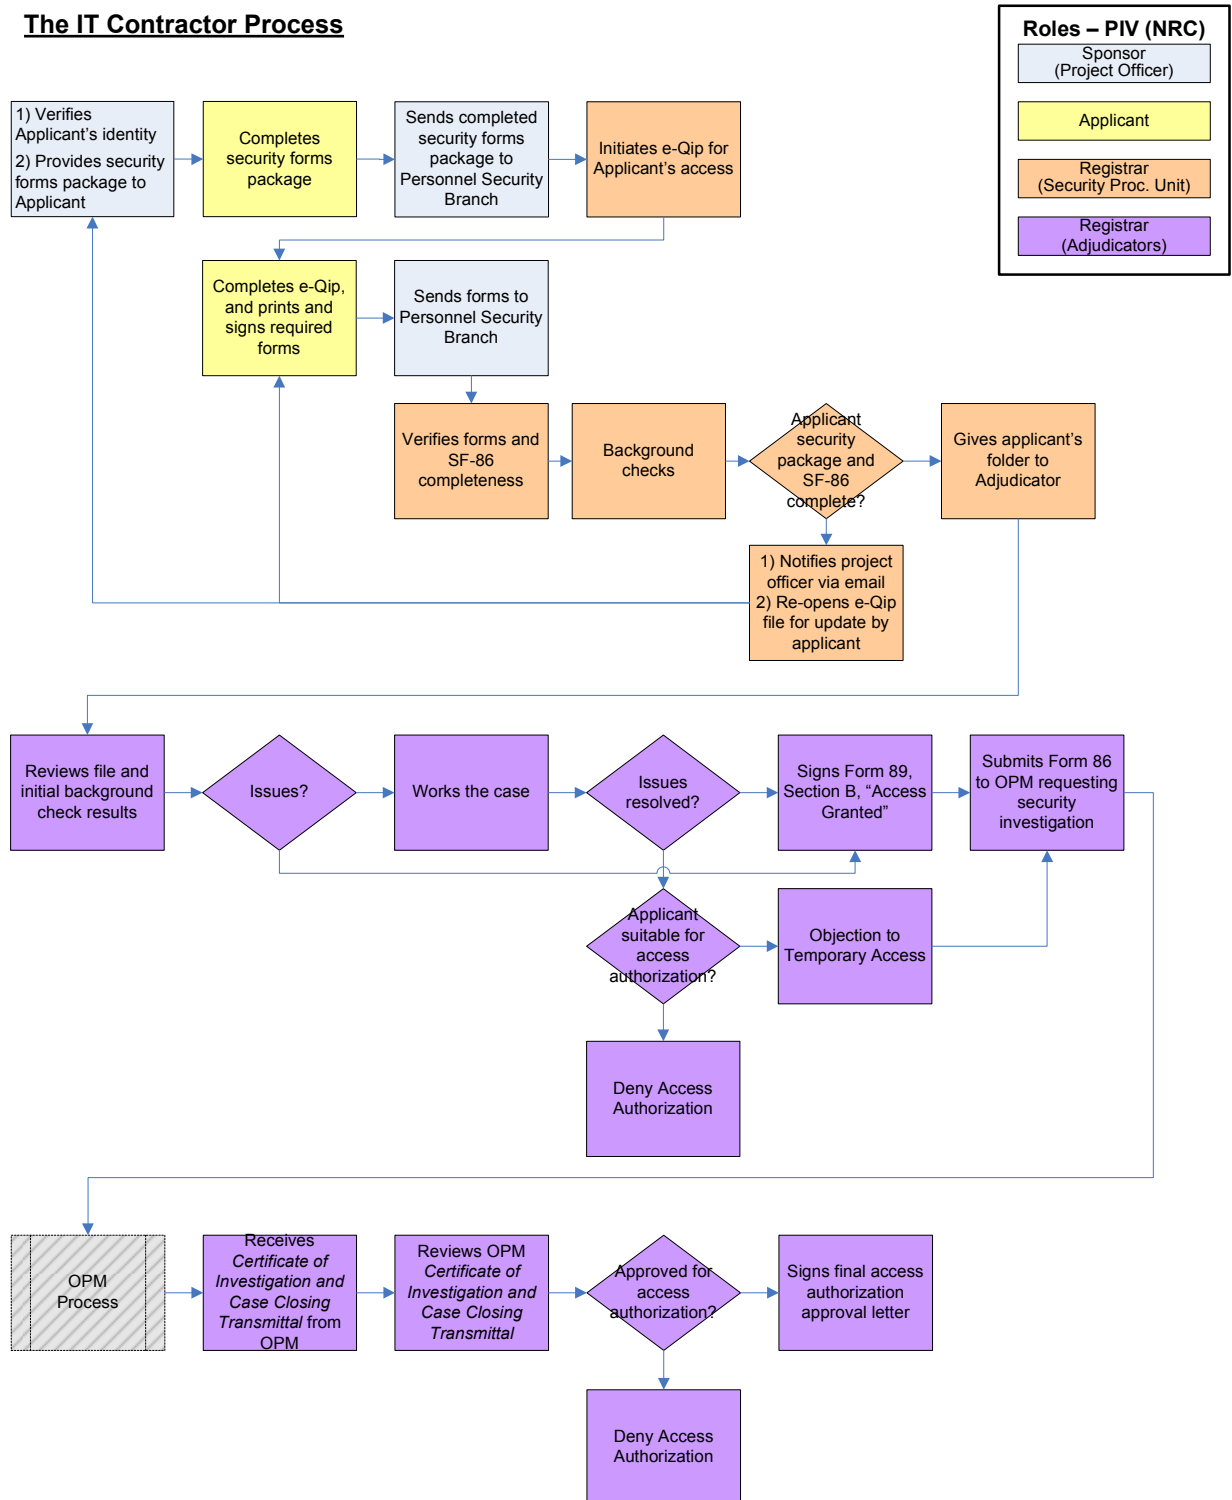 The IT Contractor Process
Roles – PIV (NRC)
Sponsor
(Project Officer)
Applicant
Registrar
(Security Proc. Unit)
Registrar
(Adjudicators)
1) Verifies
Applicant’s identity
2) Provides security
forms package to
Applicant
Completes
security forms
package
Sends completed
security forms
package to
Personnel Security
Branch
Initiates e-Qip for
Applicant’s access
Completes e-Qip,
and prints and
signs required
forms
Sends forms to
Personnel Security
Branch
Verifies forms and
SF-86
completeness
Background
checks
Applicant
security
package and
SF-86
complete?
Gives applicant’s
folder to
Adjudicator
1) Notifies project
officer via email
2) Re-opens e-Qip
file for update by
applicant
Reviews file and
initial background
check results
Issues?
Works the case
Issues
resolved?
Signs Form 89,
Section B, “Access
Granted”
Submits Form 86
to OPM requesting
security
investigation
Applicant
suitable for
access
authorization?
Objection to
Temporary Access
Deny Access
Authorization
OPM
Process
Receives
Certificate of
Investigation and
Case Closing
Transmittal from
OPM
Reviews OPM
Certificate of
Investigation and
Case Closing
Transmittal
Approved for
access
authorization?
Signs final access
authorization
approval letter
Deny Access
Authorization